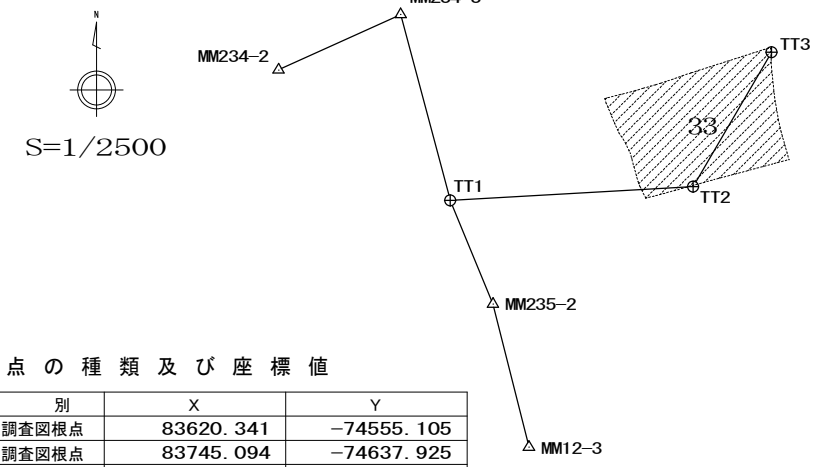 N
S=1/2500
MM234-2
TT3
33
TT1
TT2
MM235-2
MM12-3
点の種類及び座標値
別 X Y
調査図根点 83620.341 -74555.105
調査図根点 83745.094 -74637.925